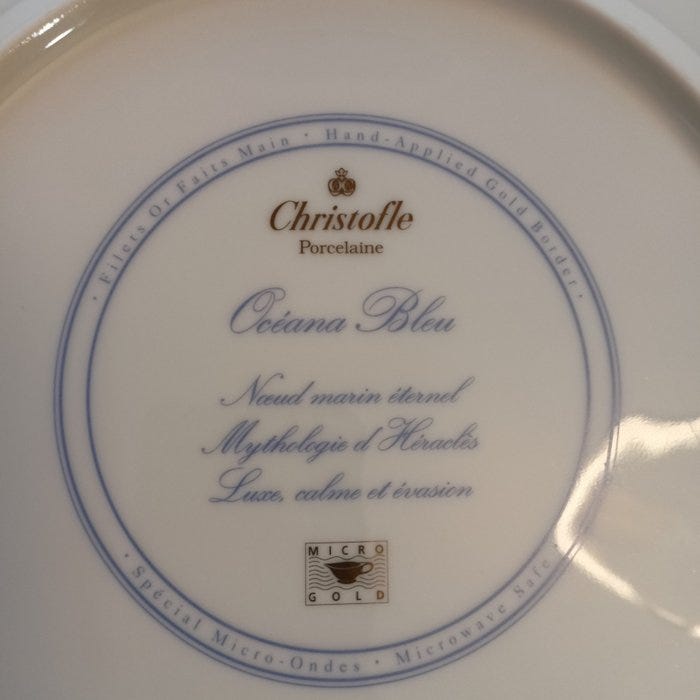 · Filets Or Faits Main · Hand-Applied Gold Border ·
Christofle
Porcelaine
Océana Bleu
Nœud marin éternel
Mythologie d'Héraclès
Luxe, calme et évasion
MICRO
GOLD
· Spécial Micro-Ondes · Microwave Safe ·